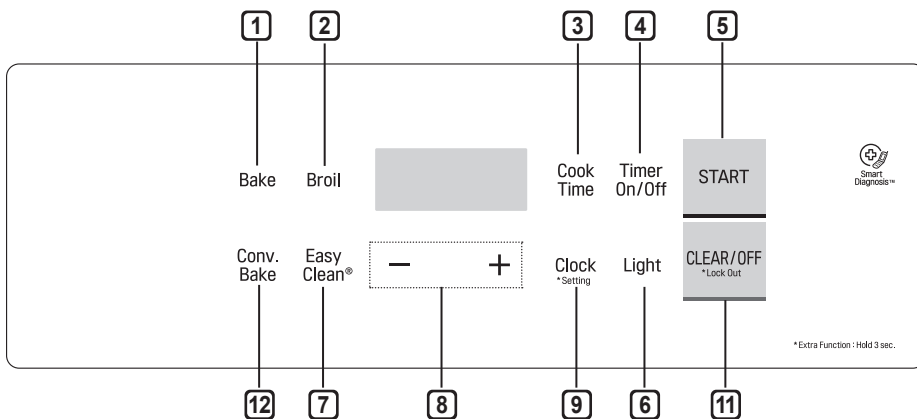 1 2 3 4 5
Bake Broil
Cook
Time
Timer
On/Off
START
Smart
Diagnosis™
Conv.
Bake
Easy
Clean®
− +
Clock
*Setting
Light
CLEAR/OFF
*Lock Out
*Extra Function : Hold 3 sec.
12 7 8 9 6 11